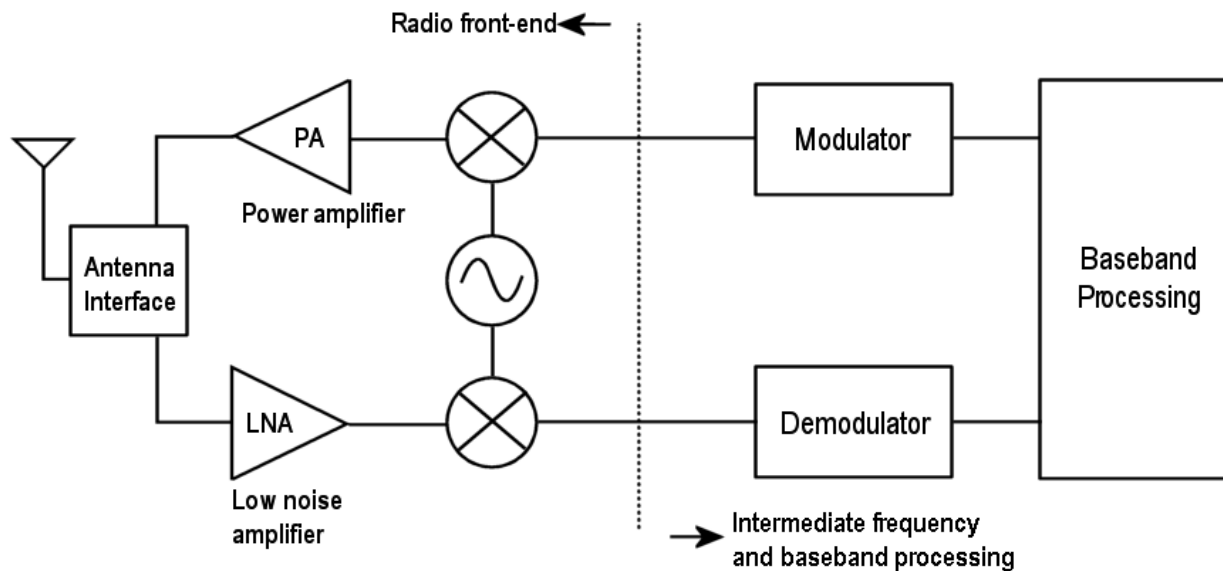 Radio front-end
PA
Power amplifier
Modulator
Antenna
Interface
Baseband
Processing
LNA
Low noise
amplifier
Demodulator
Intermediate frequency
and baseband processing